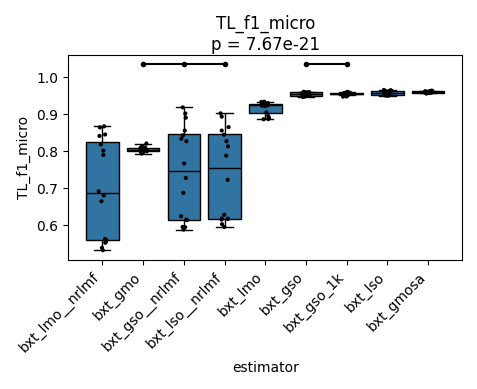 TL_f1_micro
p = 7.67e-21
TL_f1_micro
1.0
0.9
0.8
0.7
0.6
bxt_lmo__nrlmf
bxt_gmo
bxt_gso__nrlmf
bxt_lso__nrlmf
bxt_lmo
bxt_gso
bxt_gso_1k
bxt_lso
bxt_gmosa
estimator